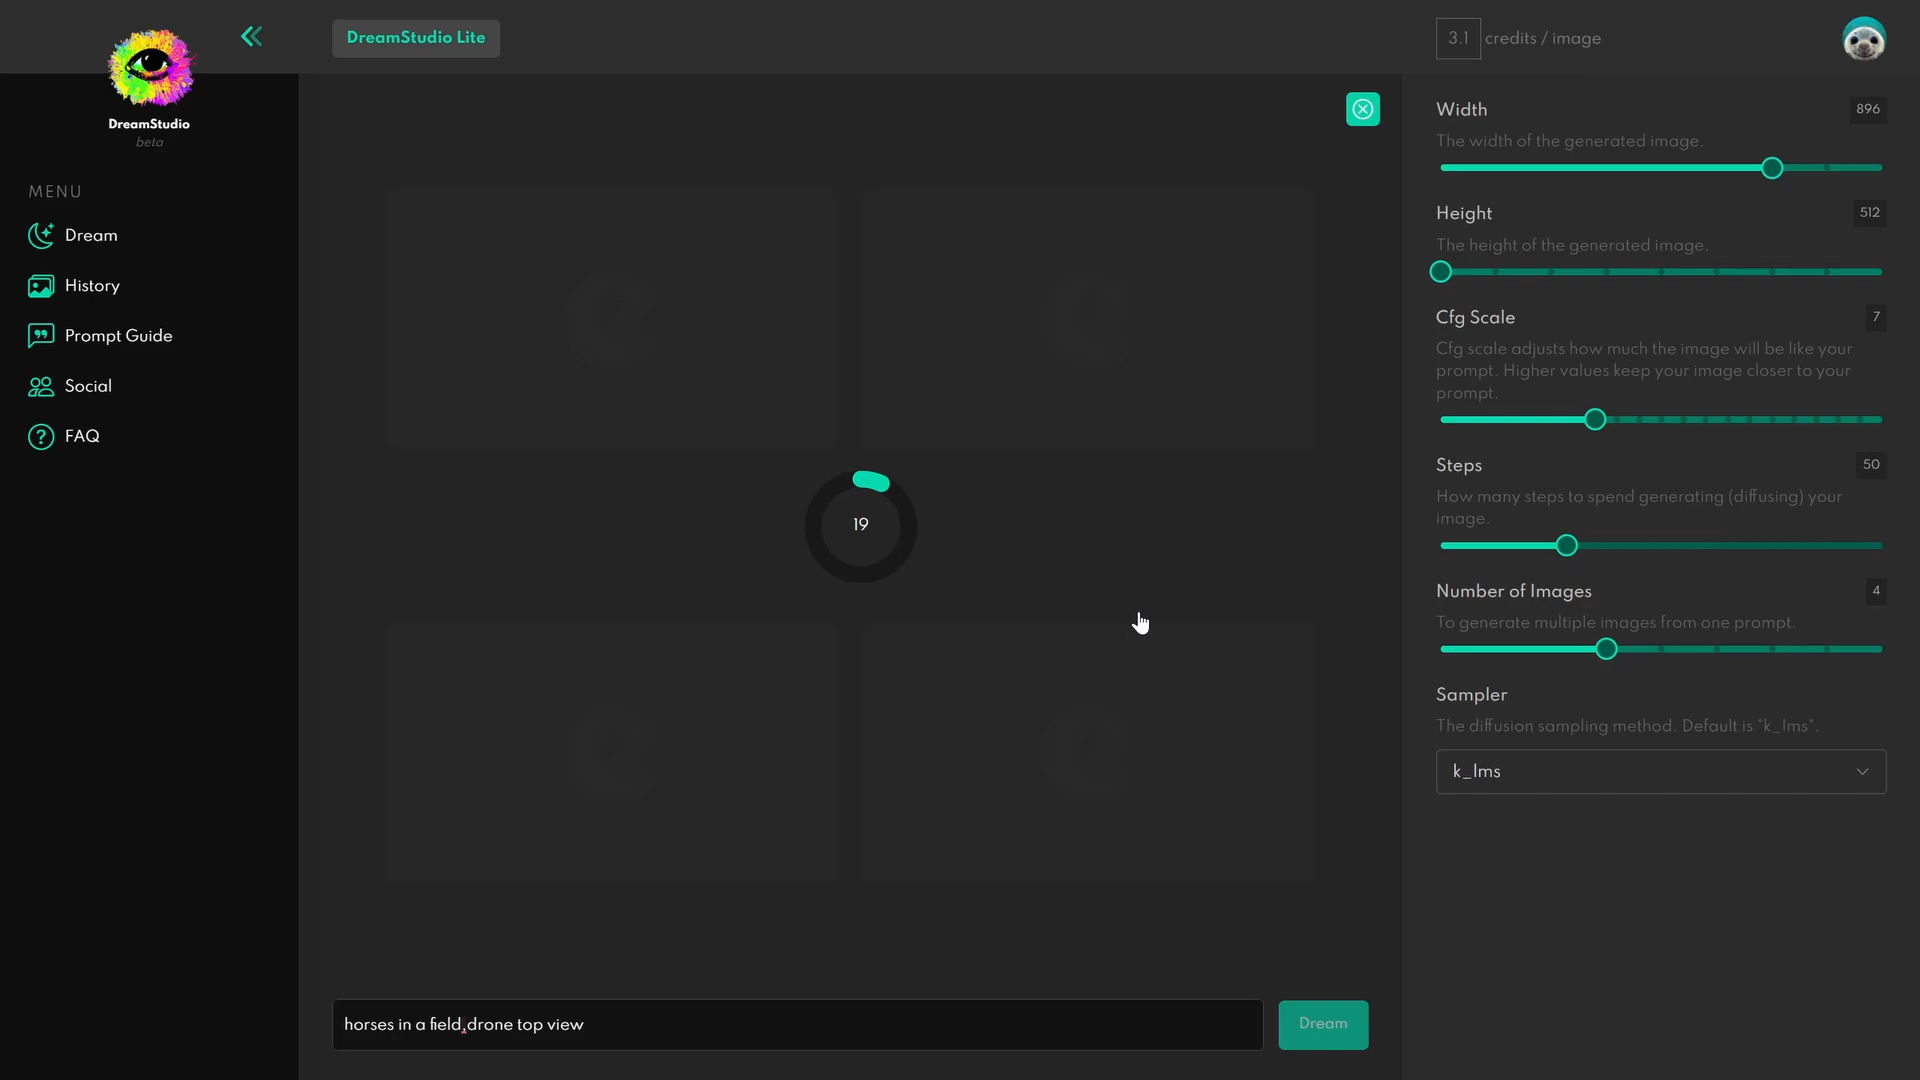 DreamStudio
beta
MENU
Dream
History
Prompt Guide
Social
FAQ
DreamStudio Lite
3.1 credits / image
19
horses in a field,drone top view
Dream
Width 896
The width of the generated image.
Height 512
The height of the generated image.
Cfg Scale 7
Cfg scale adjusts how much the image will be like your
prompt. Higher values keep your image closer to your
prompt.
Steps 50
How many steps to spend generating (diffusing) your
image.
Number of Images 4
To generate multiple images from one prompt.
Sampler
The diffusion sampling method. Default is "k_lms".
k_lms